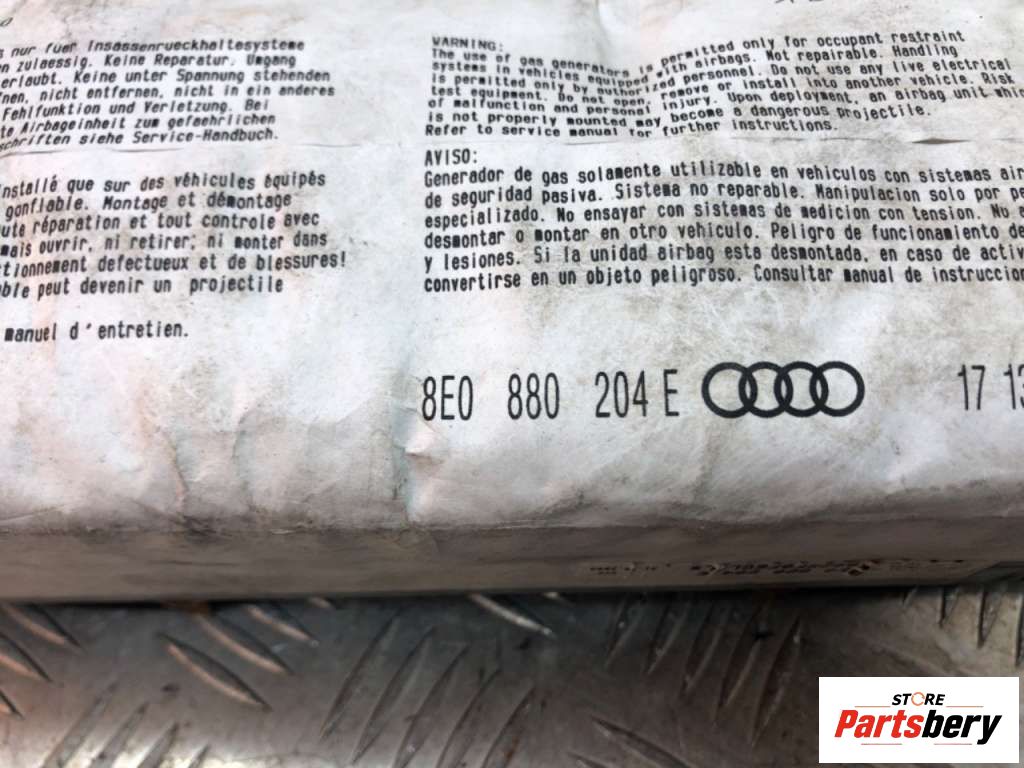 s nur fuer Insassenrueckhaltesysteme
en zulaessig. Keine Reparatur. Umgang
erlaubt. Keine unter Spannung stehenden
fnen, nicht entfernen, nicht in ein anderes
Fehlfunktion und Verletzung. Bei
te Airbageinheit zum gefaehrlichen
schriften siehe Service-Handbuch.
WARNING:
The use of gas generators is permitted only for occupant restraint
systems in vehicles equipped with airbags. Not repairable. Handling
is permitted only by authorized personnel. Do not use any live electrical
test equipment. Do not open, remove or install into another vehicle. Risk
of malfunction and personal injury. Upon deployment, an airbag unit whic
is not properly mounted may become a dangerous projectile.
Refer to service manual for further instructions.
nstallé que sur des véhicules équipés
gonflable. Montage et démontage
ute réparation et tout controle avec
mais ouvrir, ni retirer, ni monter dans
ctionnement defectueux et de blessures!
ble peut devenir un projectile
manuel d'entretien.
AVISO:
Generador de gas solamente utilizable en vehiculos con sistemas air
de seguridad pasiva. Sistema no reparable. Manipulacion solo por pe
especializado. No ensayar con sistemas de medicion con tension. No a
desmontar o montar en otro vehiculo. Peligro de funcionamiento de
y lesiones. Si la unidad airbag esta desmontada, en caso de activ
convertirse en un objeto peligroso. Consultar manual de instruccion
8E0 880 204 E 17 13
STORE
Partsbery